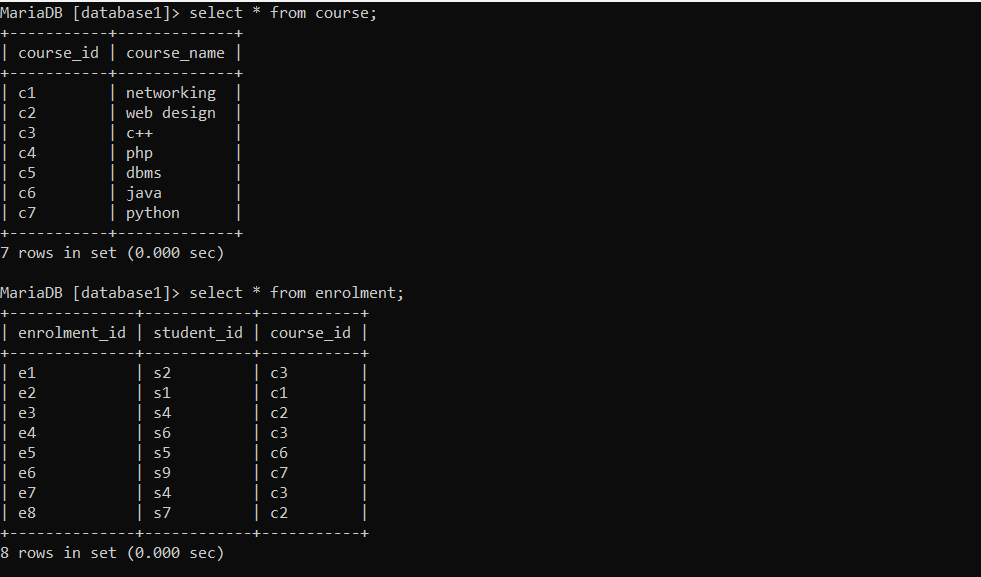 MariaDB [database1]> select * from course;
+-----------+-------------+
| course_id | course_name |
+-----------+-------------+
| c1        | networking  |
| c2        | web design  |
| c3        | c++         |
| c4        | php         |
| c5        | dbms        |
| c6        | java        |
| c7        | python      |
+-----------+-------------+
7 rows in set (0.000 sec)

MariaDB [database1]> select * from enrolment;
+--------------+------------+-----------+
| enrolment_id | student_id | course_id |
+--------------+------------+-----------+
| e1           | s2         | c3        |
| e2           | s1         | c1        |
| e3           | s4         | c2        |
| e4           | s6         | c3        |
| e5           | s5         | c6        |
| e6           | s9         | c7        |
| e7           | s4         | c3        |
| e8           | s7         | c2        |
+--------------+------------+-----------+
8 rows in set (0.000 sec)